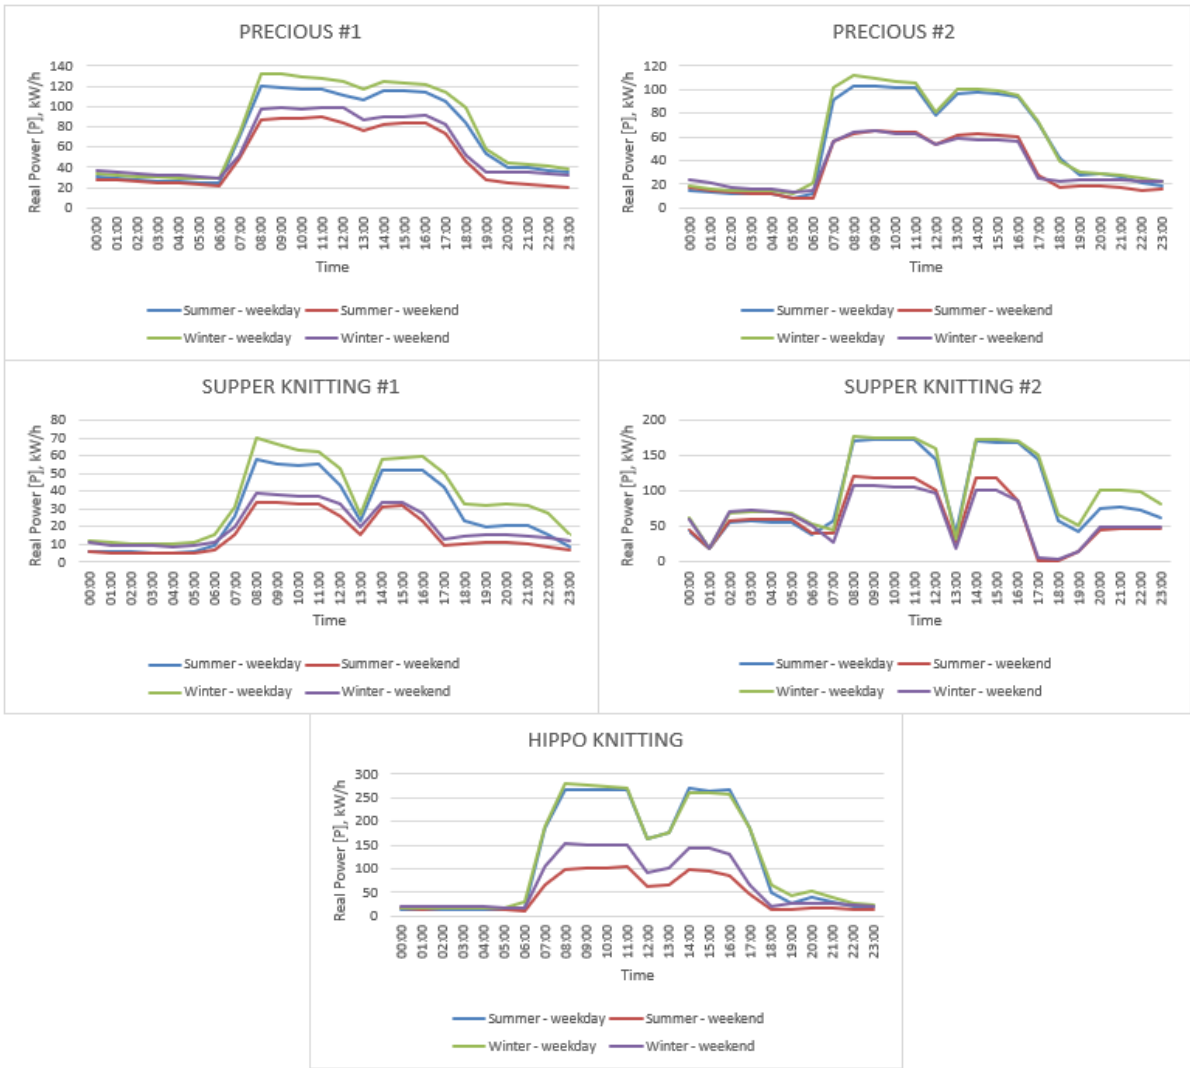 PRECIOUS #1
Real Power [P], kW/h
140
120
100
80
60
40
20
0
00:00 01:00 02:00 03:00 04:00 05:00 06:00 07:00 08:00 09:00 10:00 11:00 12:00 13:00 14:00 15:00 16:00 17:00 18:00 19:00 20:00 21:00 22:00 23:00
Time
Summer - weekday Summer - weekend
Winter - weekday Winter - weekend
PRECIOUS #2
Real Power [P], kW/h
120
100
80
60
40
20
0
00:00 01:00 02:00 03:00 04:00 05:00 06:00 07:00 08:00 09:00 10:00 11:00 12:00 13:00 14:00 15:00 16:00 17:00 18:00 19:00 20:00 21:00 22:00 23:00
Time
Summer - weekday Summer - weekend
Winter - weekday Winter - weekend
SUPPER KNITTING #1
Real Power [P], kW/h
80
70
60
50
40
30
20
10
0
00:00 01:00 02:00 03:00 04:00 05:00 06:00 07:00 08:00 09:00 10:00 11:00 12:00 13:00 14:00 15:00 16:00 17:00 18:00 19:00 20:00 21:00 22:00 23:00
Time
Summer - weekday Summer - weekend
Winter - weekday Winter - weekend
SUPPER KNITTING #2
Real Power [P], kW/h
200
150
100
50
0
00:00 01:00 02:00 03:00 04:00 05:00 06:00 07:00 08:00 09:00 10:00 11:00 12:00 13:00 14:00 15:00 16:00 17:00 18:00 19:00 20:00 21:00 22:00 23:00
Time
Summer - weekday Summer - weekend
Winter - weekday Winter - weekend
HIPPO KNITTING
Real Power [P], kW/h
300
250
200
150
100
50
0
00:00 01:00 02:00 03:00 04:00 05:00 06:00 07:00 08:00 09:00 10:00 11:00 12:00 13:00 14:00 15:00 16:00 17:00 18:00 19:00 20:00 21:00 22:00 23:00
Time
Summer - weekday Summer - weekend
Winter - weekday Winter - weekend